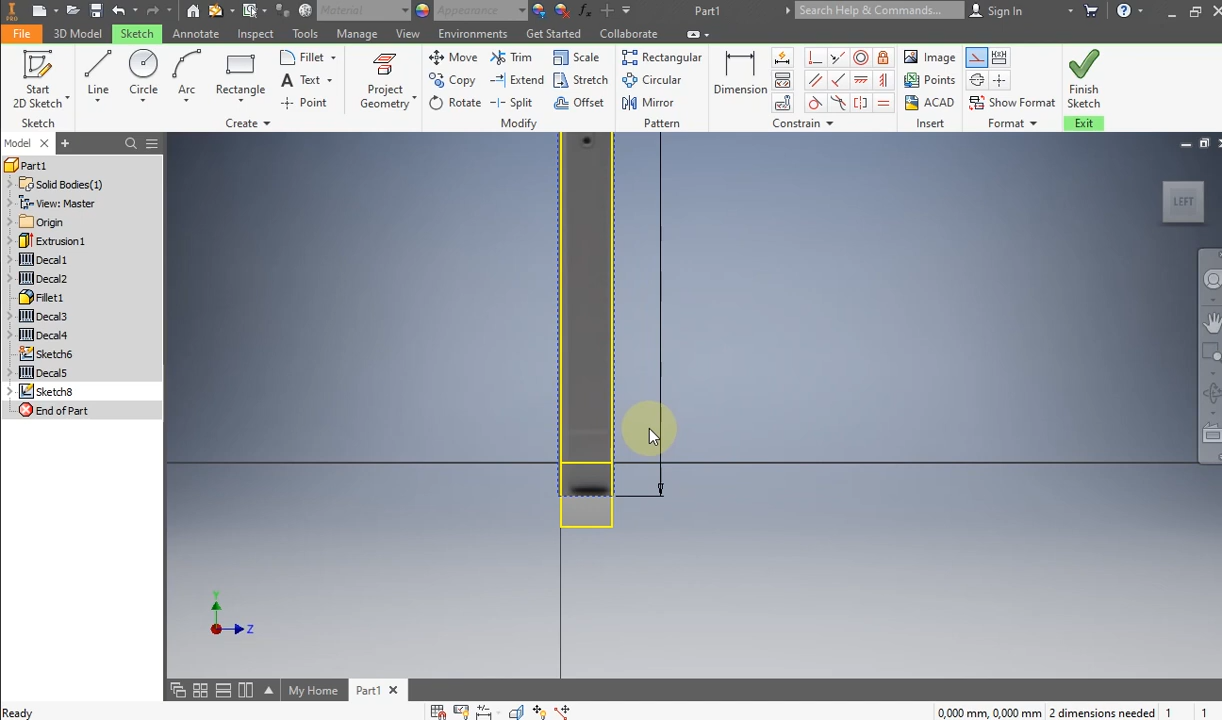 PRO
Material
Appearance
Part1
Search Help & Commands...
Sign In
File
3D Model
Sketch
Annotate
Inspect
Tools
Manage
View
Environments
Get Started
Collaborate
Start
2D Sketch
Line
Circle
Arc
Rectangle
Fillet
Text
Point
Project
Geometry
Move
Copy
Rotate
Trim
Extend
Split
Scale
Stretch
Offset
Rectangular
Circular
Mirror
Dimension
Image
Points
ACAD
Show Format
Finish
Sketch
Sketch
Create
Modify
Pattern
Constrain
Insert
Format
Exit
Model
Part1
Solid Bodies(1)
View: Master
Origin
Extrusion1
Decal1
Decal2
Fillet1
Decal3
Decal4
Sketch6
Decal5
Sketch8
End of Part
LEFT
Y
Z
My Home
Part1
Ready
0,000 mm, 0,000 mm
2 dimensions needed
1
1